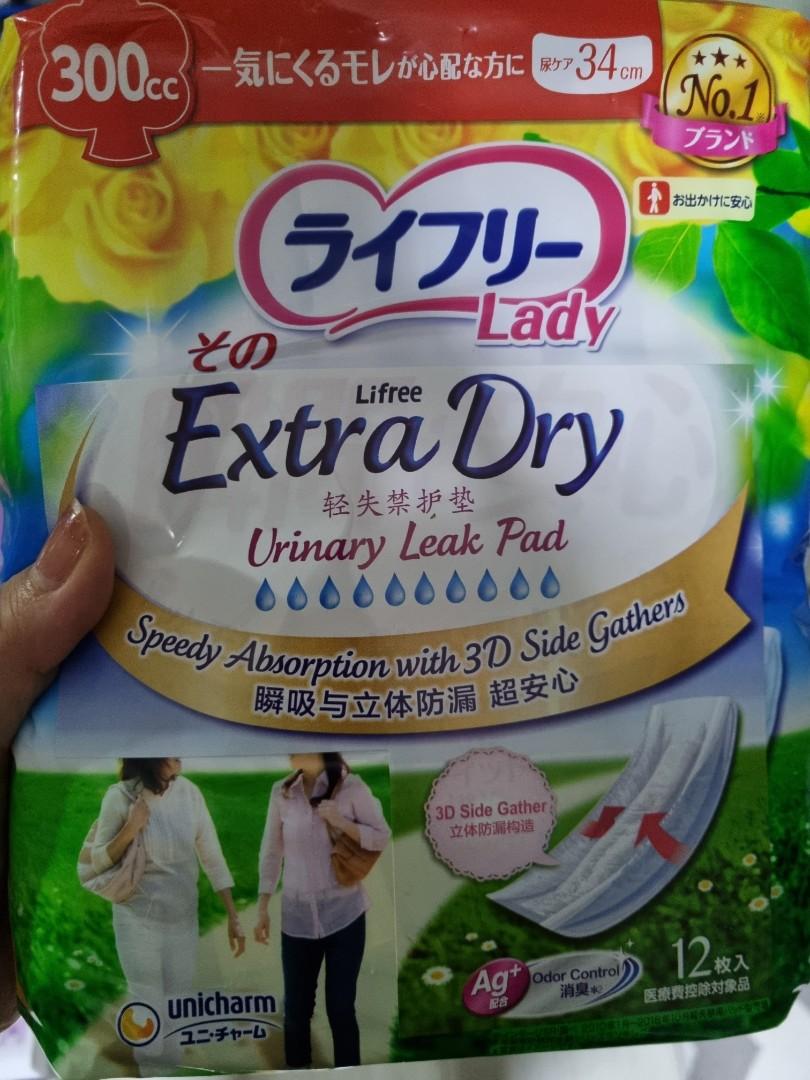 300cc 一気にくるモレが心配な方に 尿ケア34cm
No.1※
ブランド
お出かけに安心
ライフリー
Lady
その
Lifree
Extra Dry
轻失禁护垫
Urinary Leak Pad
Speedy Absorption with 3D Side Gathers
瞬吸与立体防漏 超安心
3D Side Gather
立体防漏构造
Ag+
配合
Odor Control
消臭
12枚入
医療費控除対象品
unicharm
ユニ・チャーム